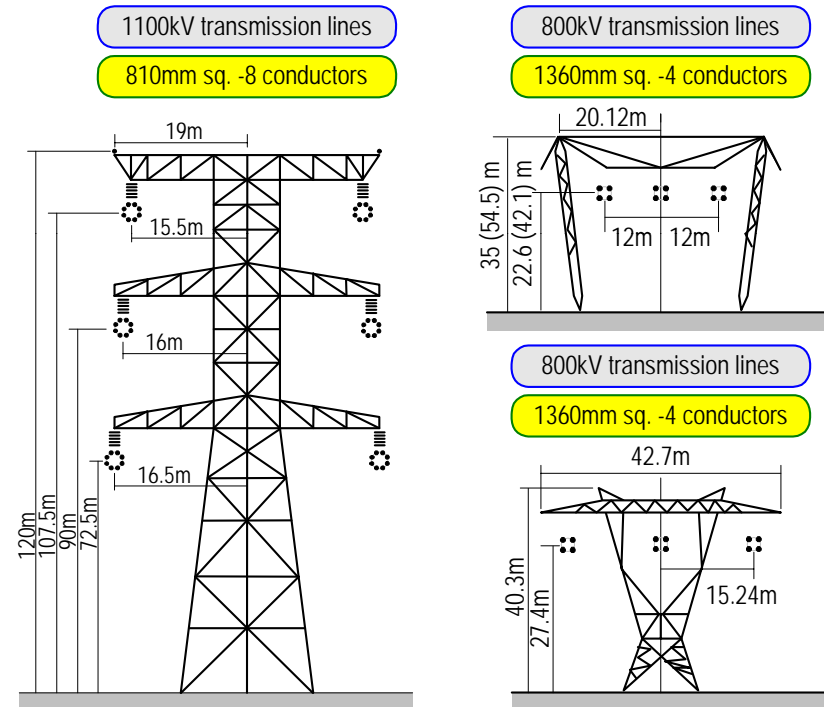 1100kV transmission lines
810mm sq. -8 conductors
19m
15.5m
16m
16.5m
120m
107.5m
90m
72.5m
800kV transmission lines
1360mm sq. -4 conductors
20.12m
12m 12m
35 (54.5) m
22.6 (42.1) m
800kV transmission lines
1360mm sq. -4 conductors
42.7m
15.24m
40.3m
27.4m